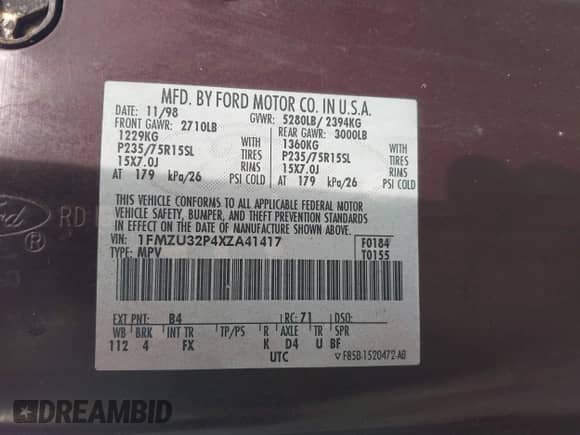 MFD. BY FORD MOTOR CO. IN U.S.A.
DATE: 11/98 GVWR: 5280LB/ 2394KG
FRONT GAWR: 2710LB REAR GAWR: 3000LB
1229KG WITH 1360KG WITH
P235/75R15SL TIRES P235/75R15SL TIRES
15X7.0J RIMS 15X7.0J RIMS
AT 179 kPa/26 PSI COLD AT 179 kPa/26 PSI COLD
THIS VEHICLE CONFORMS TO ALL APPLICABLE FEDERAL MOTOR
VEHICLE SAFETY, BUMPER, AND THEFT PREVENTION STANDARDS IN
EFFECT ON THE DATE OF MANUFACTURE SHOWN ABOVE.
VIN: 1FMZU32P4XZA41417 F0184
TYPE: MPV T0155
EXT PNT: B4 RC: 71 DSO:
WB BRK INT TR TP/PS R AXLE TR SPR
112 4 FX K D4 U BF
UTC ▽ F85B-1520472-AB
Ford ® RD
DREAMBID